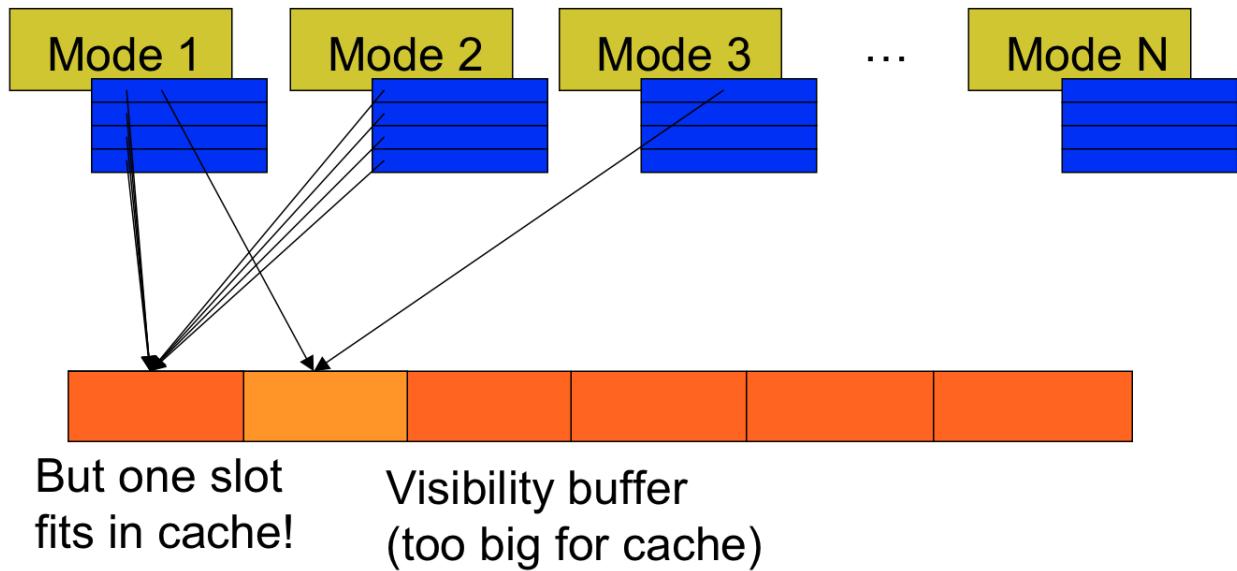 Mode 1 Mode 2 Mode 3 … Mode N
But one slot
fits in cache!
Visibility buffer
(too big for cache)